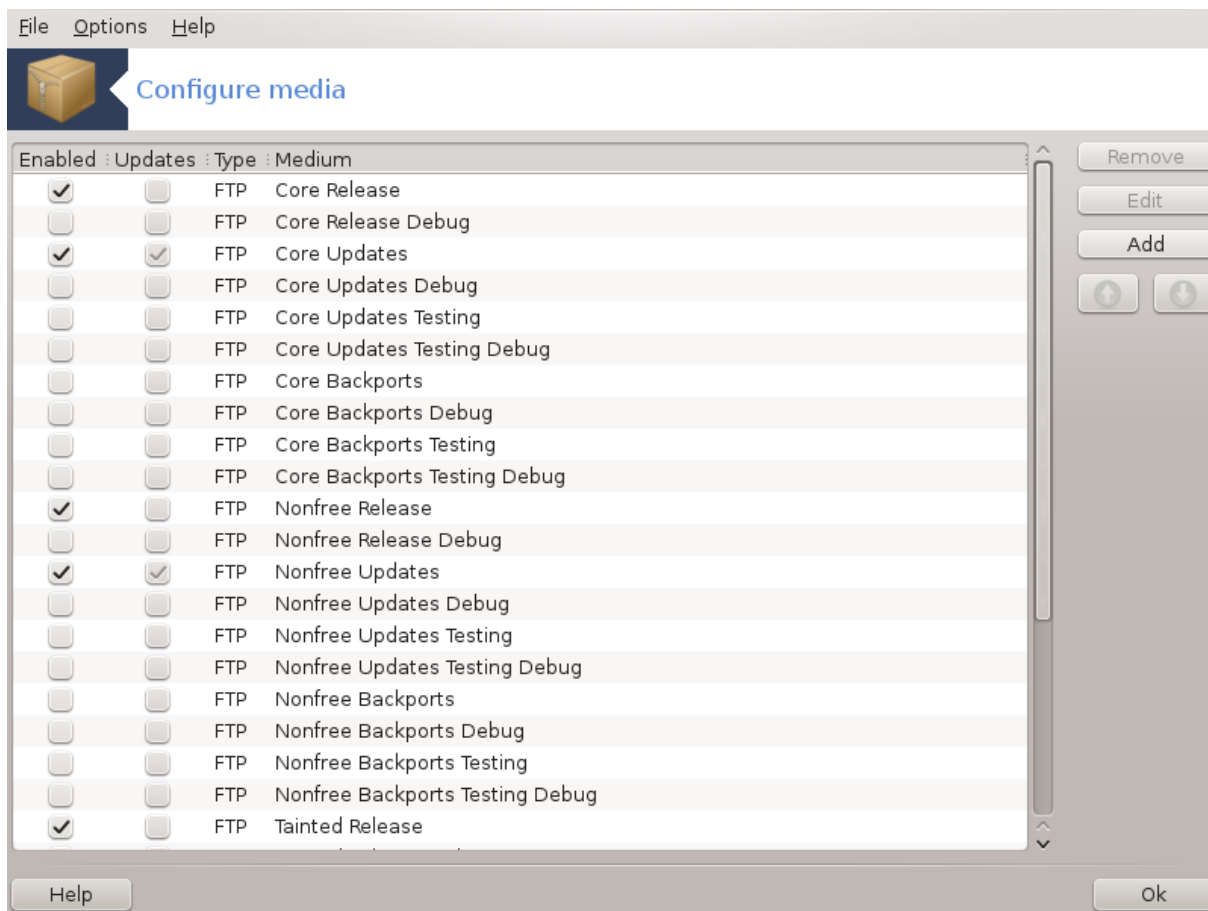 File Options Help
Configure media
Enabled Updates Type Medium
Remove
FTP Core Release
Edit
FTP Core Release Debug
Add
FTP Core Updates
FTP Core Updates Debug
FTP Core Updates Testing
FTP Core Updates Testing Debug
FTP Core Backports
FTP Core Backports Debug
FTP Core Backports Testing
FTP Core Backports Testing Debug
FTP Nonfree Release
FTP Nonfree Release Debug
FTP Nonfree Updates
FTP Nonfree Updates Debug
FTP Nonfree Updates Testing
FTP Nonfree Updates Testing Debug
FTP Nonfree Backports
FTP Nonfree Backports Debug
FTP Nonfree Backports Testing
FTP Nonfree Backports Testing Debug
FTP Tainted Release
Help
Ok